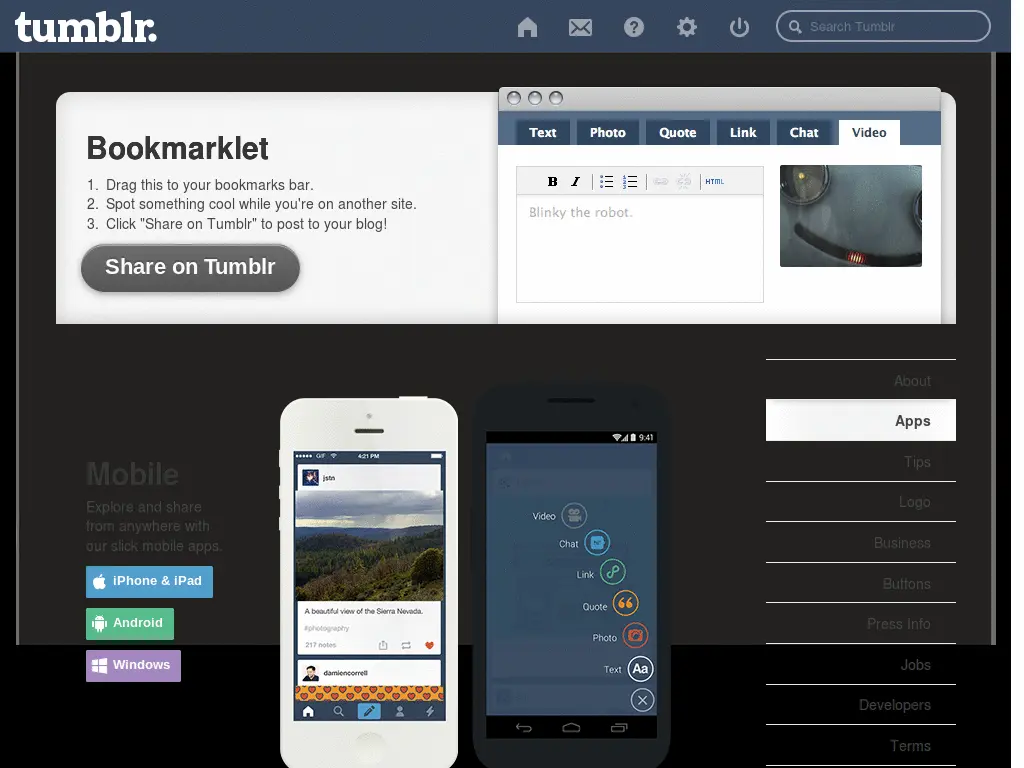 tumblr.
Search Tumblr
Bookmarklet
1. Drag this to your bookmarks bar.
2. Spot something cool while you're on another site.
3. Click "Share on Tumblr" to post to your blog!
Share on Tumblr
Text Photo Quote Link Chat Video
B I HTML
Blinky the robot.
Mobile
Explore and share
from anywhere with
our slick mobile apps.
iPhone & iPad
Android
Windows
GIF 4:21 PM
jstn
A beautiful view of the Sierra Nevada.
#photography
217 notes
damiencorrell
9:41
Video
Chat
Link
Quote
Photo
Text Aa
About
Apps
Tips
Logo
Business
Buttons
Press Info
Jobs
Developers
Terms